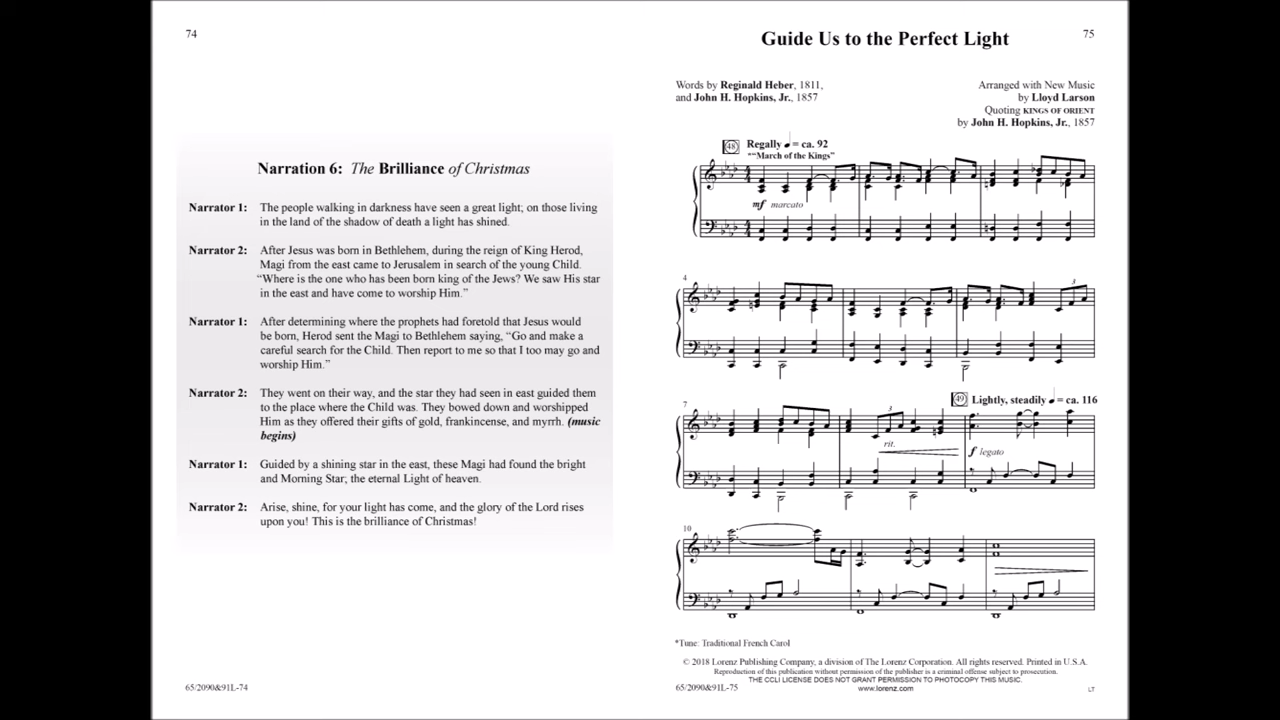 74
Narration 6: The Brilliance of Christmas
Narrator 1: The people walking in darkness have seen a great light; on those living
in the land of the shadow of death a light has shined.
Narrator 2: After Jesus was born in Bethlehem, during the reign of King Herod,
Magi from the east came to Jerusalem in search of the young Child.
“Where is the one who has been born king of the Jews? We saw His star
in the east and have come to worship Him.”
Narrator 1: After determining where the prophets had foretold that Jesus would
be born, Herod sent the Magi to Bethlehem saying, “Go and make a
careful search for the Child. Then report to me so that I too may go and
worship Him.”
Narrator 2: They went on their way, and the star they had seen in east guided them
to the place where the Child was. They bowed down and worshipped
Him as they offered their gifts of gold, frankincense, and myrrh. (music
begins)
Narrator 1: Guided by a shining star in the east, these Magi had found the bright
and Morning Star; the eternal Light of heaven.
Narrator 2: Arise, shine, for your light has come, and the glory of the Lord rises
upon you! This is the brilliance of Christmas!
65/2090&91L-74
Guide Us to the Perfect Light
75
Words by Reginald Heber, 1811,
and John H. Hopkins, Jr., 1857
Arranged with New Music
by Lloyd Larson
Quoting KINGS OF ORIENT
by John H. Hopkins, Jr., 1857
48 Regally ♩ = ca. 92
*“March of the Kings”
mf marcato
4
3
7
49 Lightly, steadily ♩ = ca. 116
3
rit.
f legato
10
*Tune: Traditional French Carol
© 2018 Lorenz Publishing Company, a division of The Lorenz Corporation. All rights reserved. Printed in U.S.A.
Reproduction of this publication without permission of the publisher is a criminal offense subject to prosecution.
THE CCLI LICENSE DOES NOT GRANT PERMISSION TO PHOTOCOPY THIS MUSIC.
65/2090&91L-75
www.lorenz.com
LT